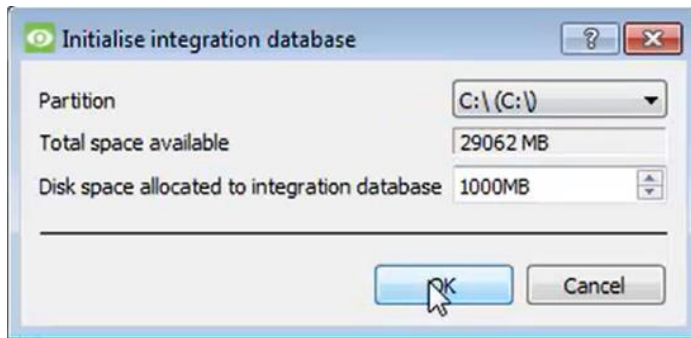 Initialise integration database
Partition C:\ (C:\)
Total space available 29062 MB
Disk space allocated to integration database 1000MB
OK Cancel